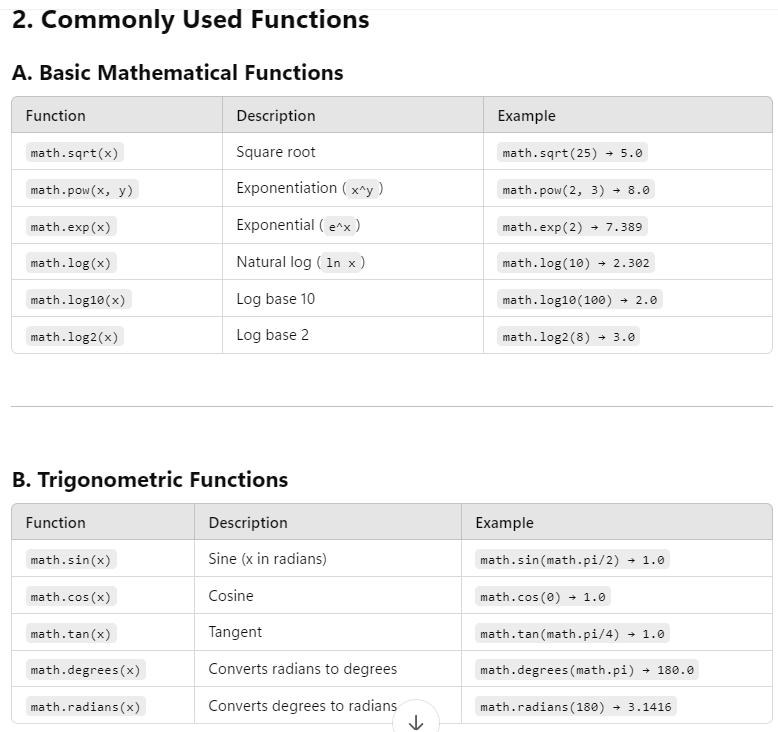 2. Commonly Used Functions
A. Basic Mathematical Functions
Function Description Example
math.sqrt(x) Square root math.sqrt(25) → 5.0
math.pow(x, y) Exponentiation ( x^y ) math.pow(2, 3) → 8.0
math.exp(x) Exponential ( e^x ) math.exp(2) → 7.389
math.log(x) Natural log ( ln x ) math.log(10) → 2.302
math.log10(x) Log base 10 math.log10(100) → 2.0
math.log2(x) Log base 2 math.log2(8) → 3.0
B. Trigonometric Functions
Function Description Example
math.sin(x) Sine (x in radians) math.sin(math.pi/2) → 1.0
math.cos(x) Cosine math.cos(0) → 1.0
math.tan(x) Tangent math.tan(math.pi/4) → 1.0
math.degrees(x) Converts radians to degrees math.degrees(math.pi) → 180.0
math.radians(x) Converts degrees to radians math.radians(180) → 3.1416